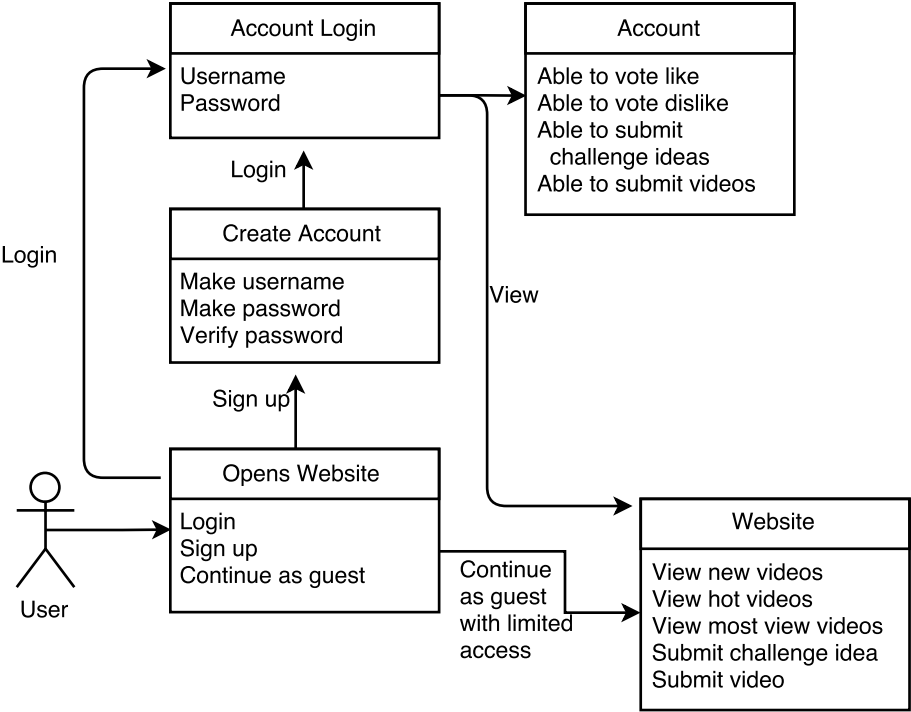 Account Login
Username
Password
Account
Able to vote like
Able to vote dislike
Able to submit
challenge ideas
Able to submit videos
Login
Create Account
Make username
Make password
Verify password
Login
View
Sign up
Opens Website
Login
Sign up
Continue as guest
User
Continue
as guest
with limited
access
Website
View new videos
View hot videos
View most view videos
Submit challenge idea
Submit video